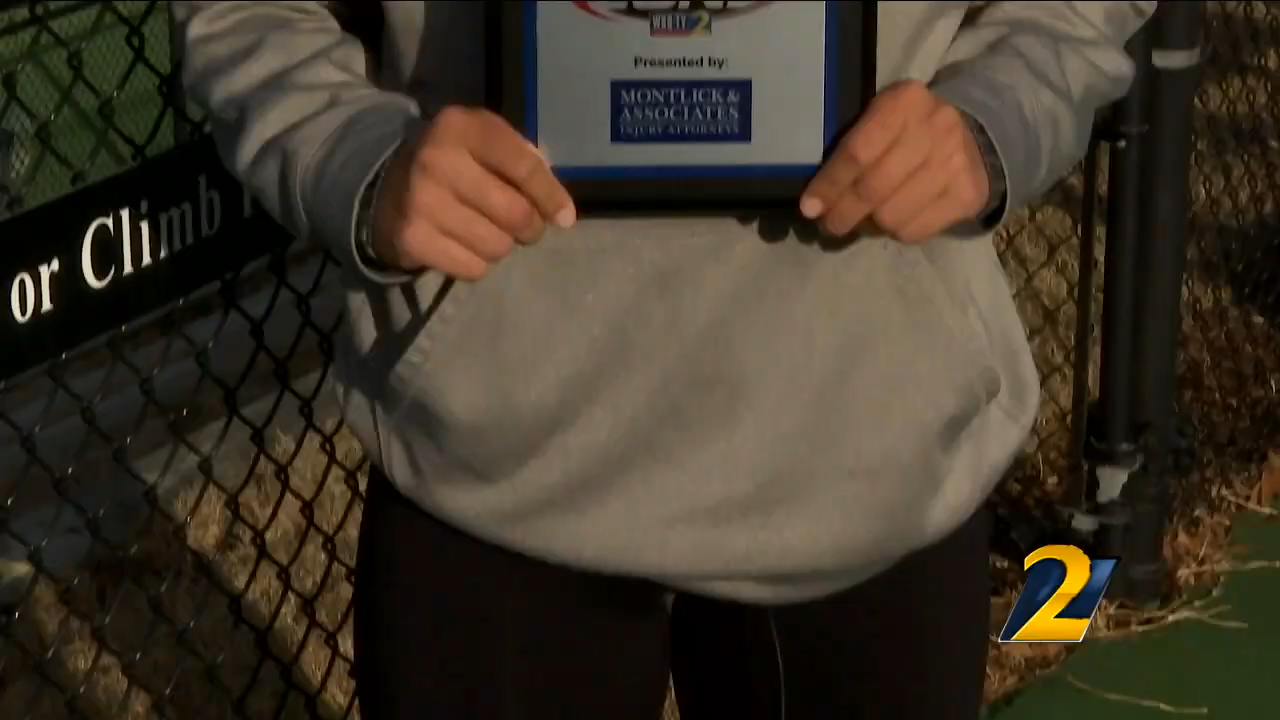 WSB-TV 2
Presented by:
MONTLICK &
ASSOCIATES
INJURY ATTORNEYS
or Climb
2